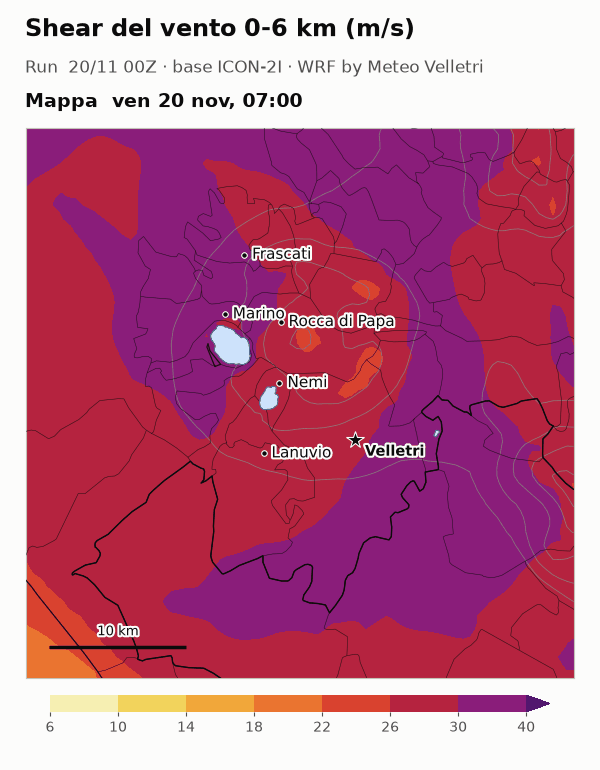 Shear del vento 0-6 km (m/s)
Run  20/11 00Z · base ICON-2I · WRF by Meteo Velletri
Mappa  ven 20 nov, 07:00
Frascati
Marino
Rocca di Papa
Nemi
Velletri
Lanuvio
10 km
6 10 14 18 22 26 30 40